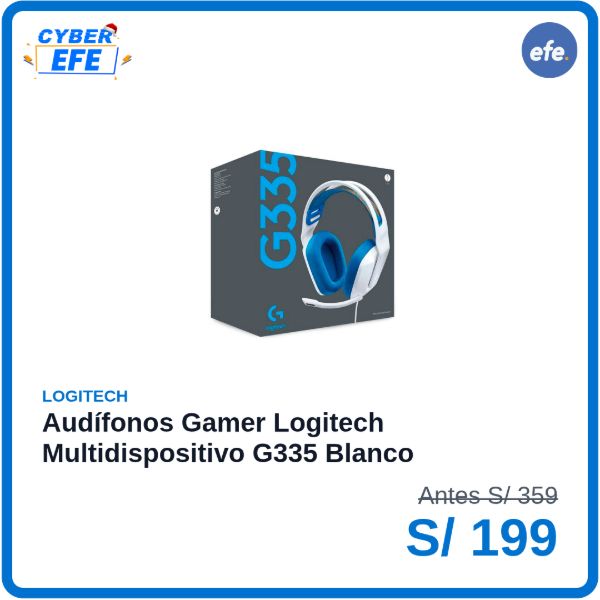 CYBER
EFE
efe.
G335
G
LOGITECH
Audífonos Gamer Logitech
Multidispositivo G335 Blanco
Antes S/ 359
S/ 199